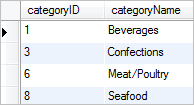 categoryID categoryName
1 Beverages
3 Confections
6 Meat/Poultry
8 Seafood